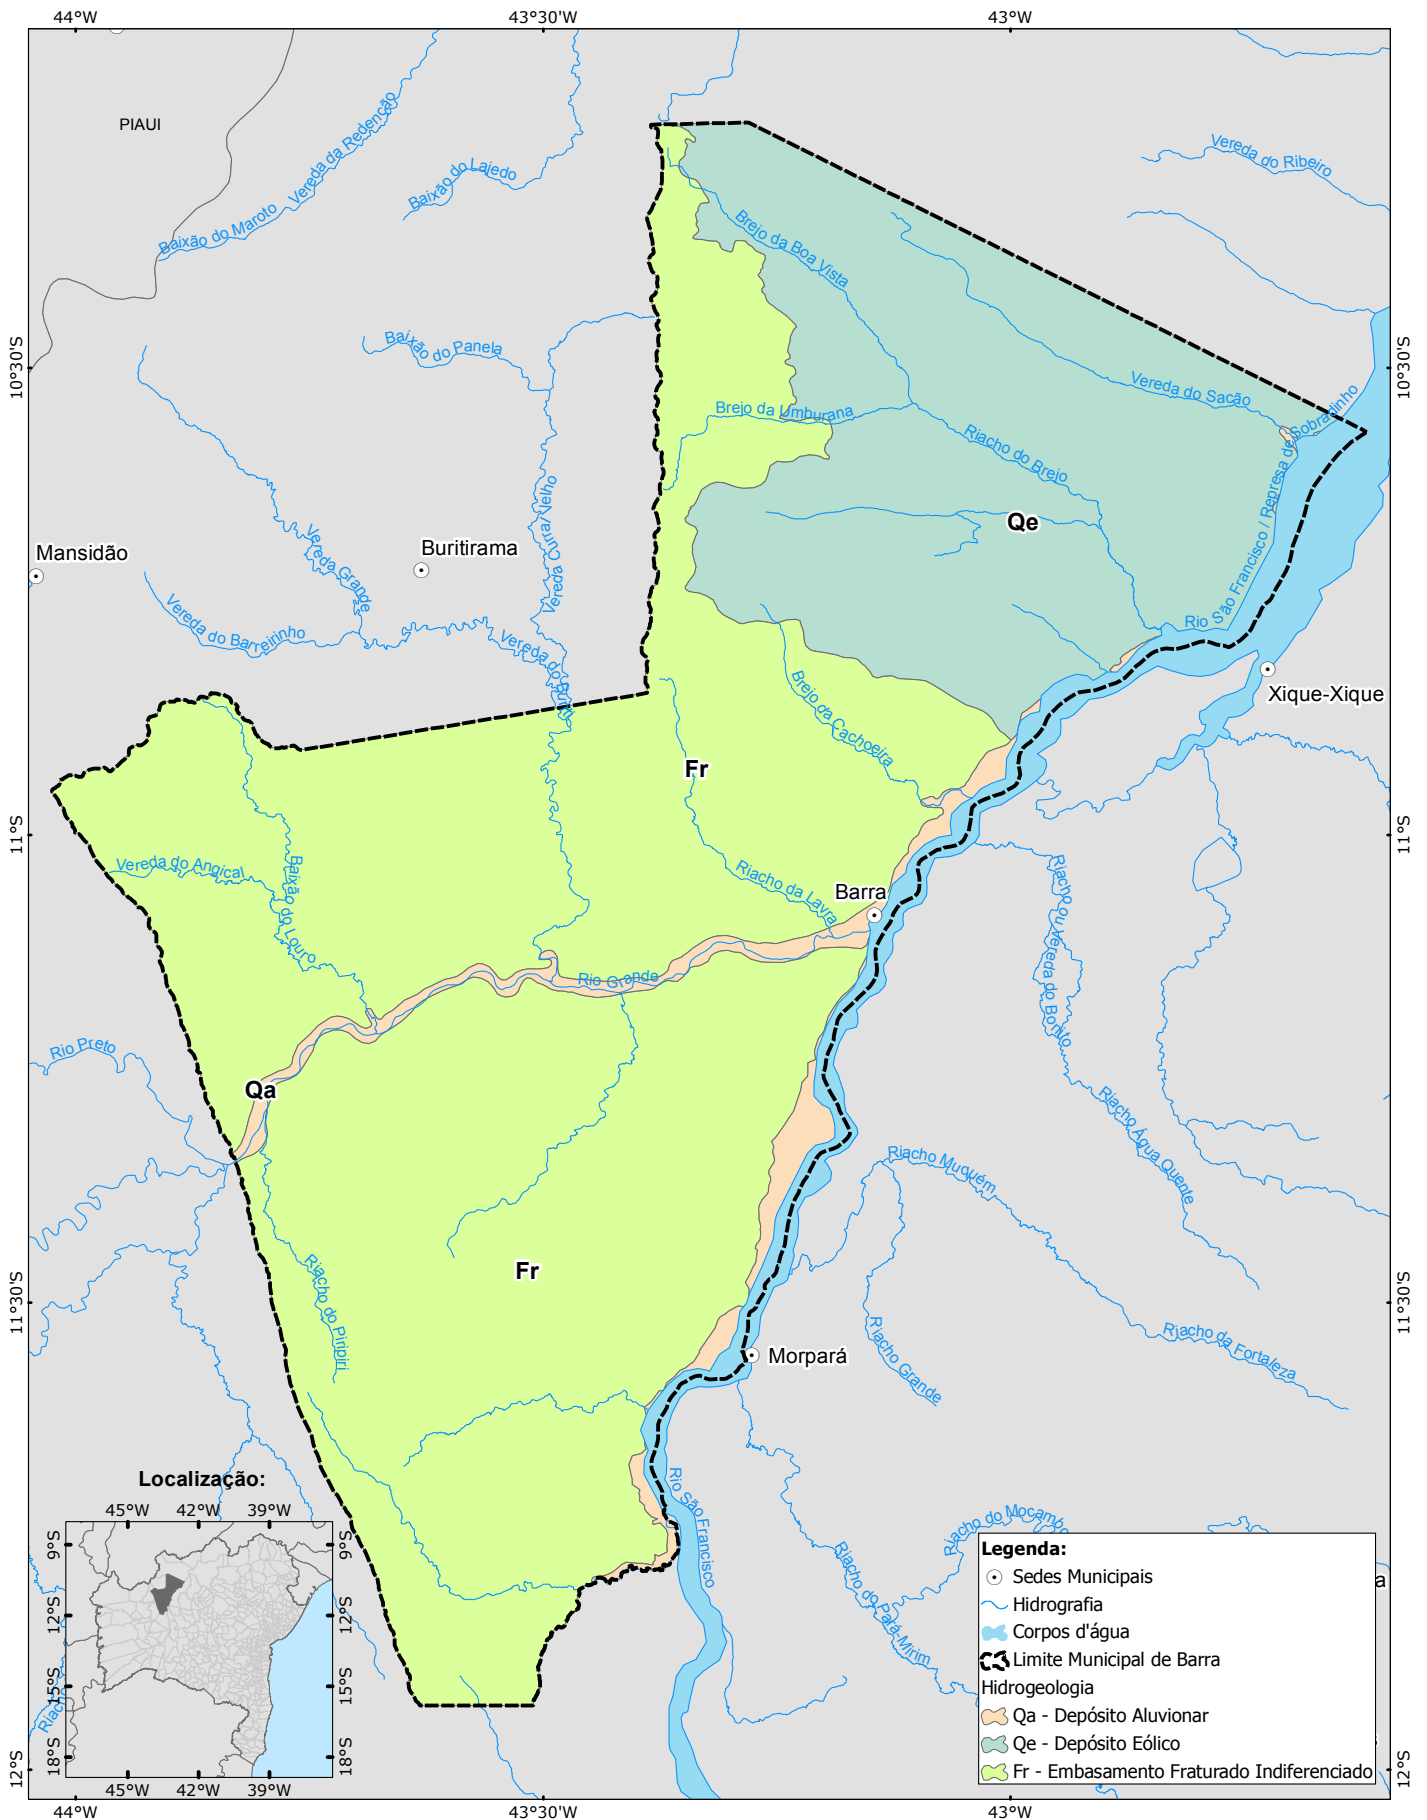 44°W
43°30'W
43°W
PIAUI
Vereda da Redenção
Baixão do Lajedo
Baixão do Maroto
Vereda do Ribeiro
Brejo da Boa Vista
10°30'S
10°30'S
Baixão do Panela
Vereda do Sacão
Brejo da Umburana
Riacho do Brejo
Rio São Francisco / Represa de Sobradinho
Qe
Vereda Curra/Velho
Vereda Grande
Mansidão
Buritirama
Vereda do Barreirinho
Vereda do Buriti
Xique-Xique
Brejo da Cachoeira
Fr
11°S
11°S
Vereda do Angical
Baixão do Louro
Riacho da Lavra
Barra
Riacho ou Vereda do Bonito
Rio Grande
Rio Preto
Qa
Riacho Água Quente
Riacho Muquém
Fr
Riacho do Piripiri
11°30'S
11°30'S
Riacho Grande
Riacho da Fortaleza
Morpará
Rio São Francisco
Riacho do Mocambo
Riacho do Pará-Mirim
Localização:
45°W
42°W
39°W
9°S
9°S
12°S
12°S
15°S
15°S
18°S
18°S
45°W
42°W
39°W
Riac
Legenda:
Sedes Municipais
a
Hidrografia
Corpos d'água
Limite Municipal de Barra
Hidrogeologia
Qa - Depósito Aluvionar
Qe - Depósito Eólico
Fr - Embasamento Fraturado Indiferenciado
12°S
12°S
44°W
43°30'W
43°W